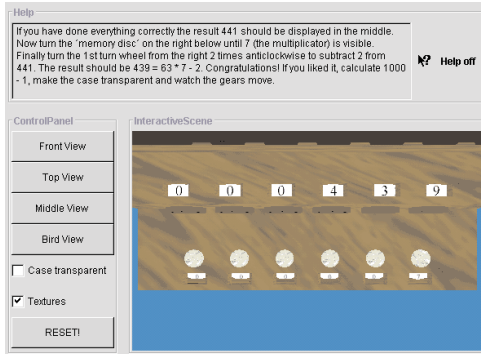 Help
If you have done everything correctly the result 441 should be displayed in the middle.
Now turn the ´memory disc´ on the right below until 7 (the multiplicator) is visible.
Finally turn the 1st turn wheel from the right 2 times anticlockwise to subtract 2 from
441. The result should be 439 = 63 * 7 - 2. Congratulations! If you liked it, calculate 1000
- 1, make the case transparent and watch the gears move.
Help off
ControlPanel
InteractiveScene
Front View
Top View
Middle View
Bird View
Case transparent
Textures
RESET!
0 0 0 4 3 9